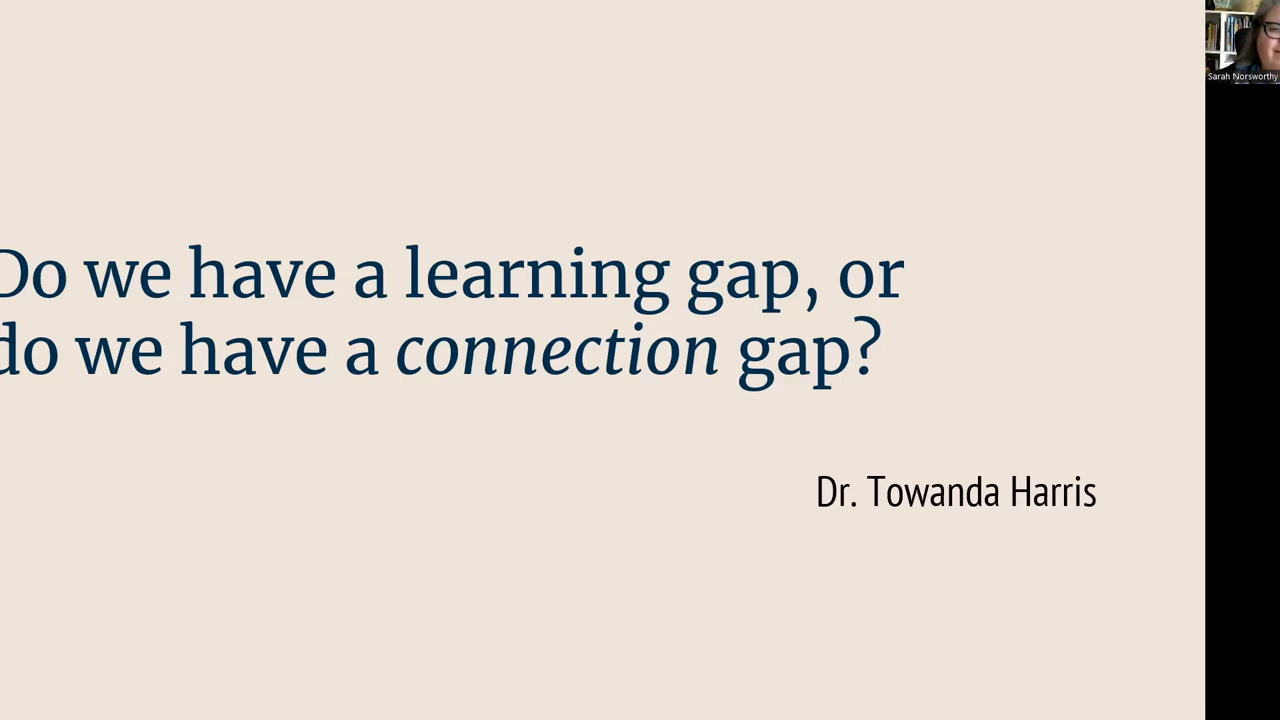 Do we have a learning gap, or
do we have a connection gap?
Dr. Towanda Harris
Sarah Norsworthy